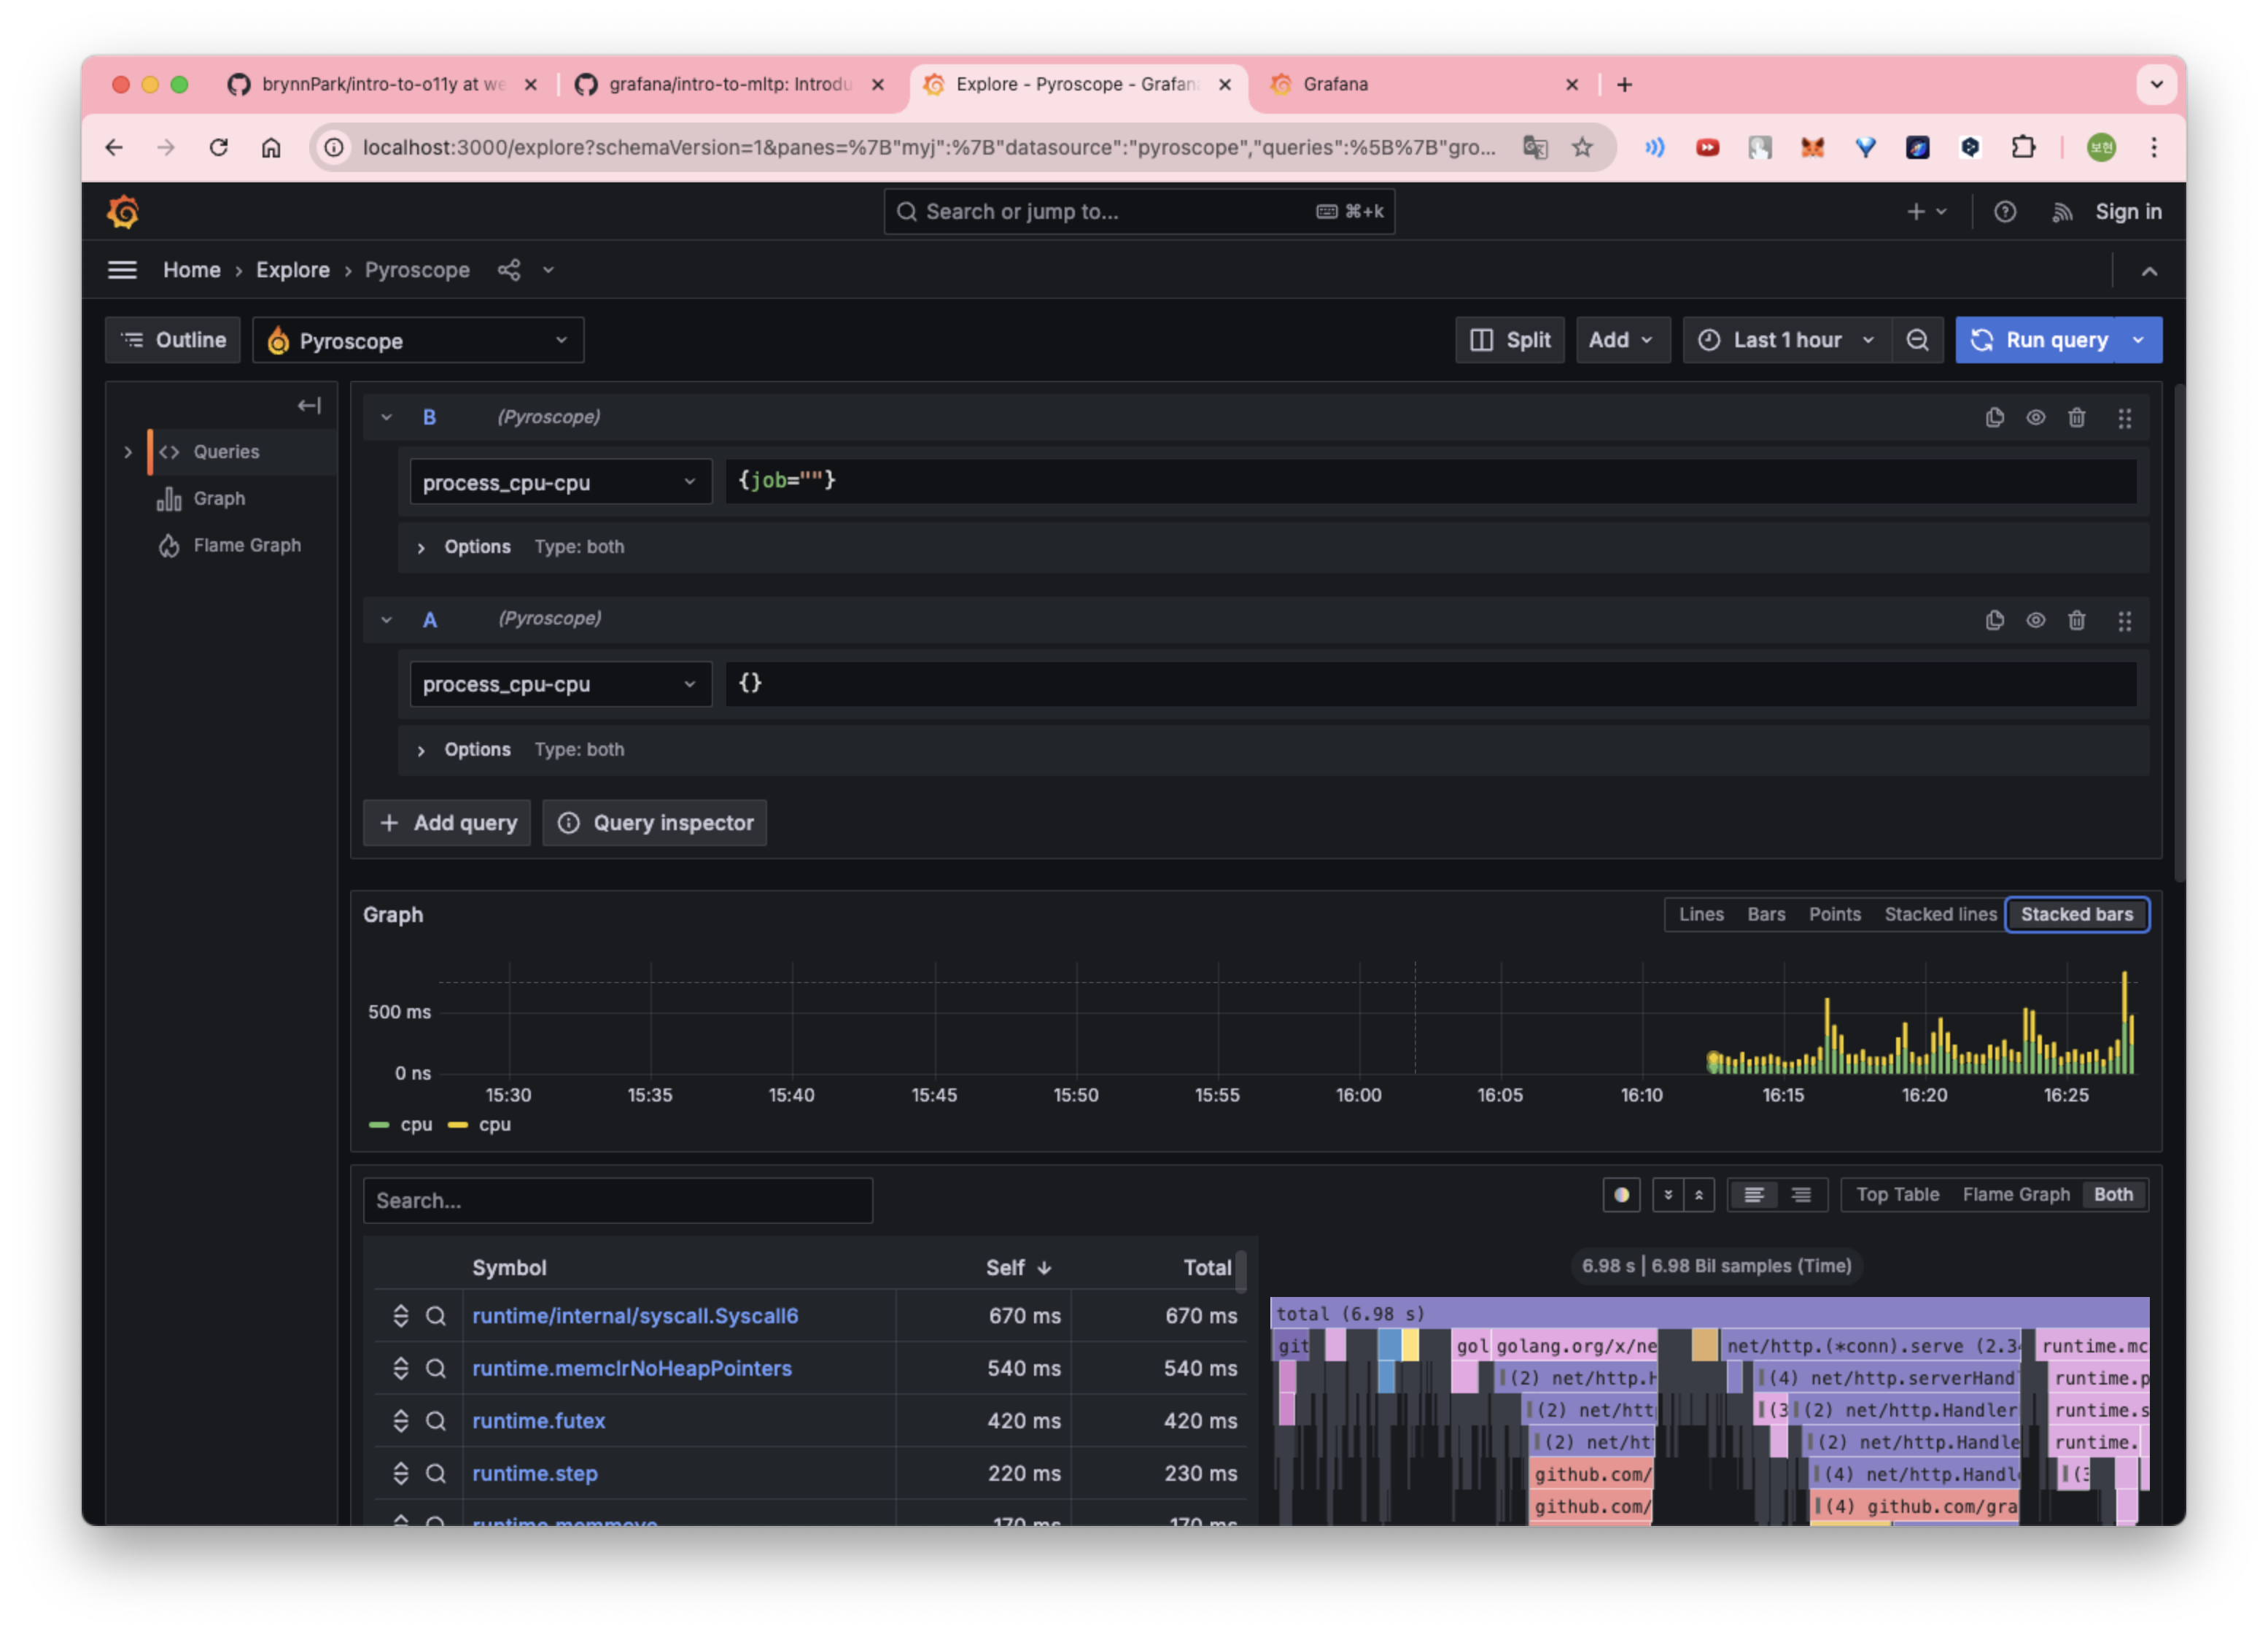 brynnPark/intro-to-o11y at we
grafana/intro-to-mltp: Introdu
Explore - Pyroscope - Grafana
Grafana
localhost:3000/explore?schemaVersion=1&panes=%7B"myj":%7B"datasource":"pyroscope","queries":%5B%7B"gro...
보현
Search or jump to...
⌘+k
Sign in
Home › Explore › Pyroscope
Outline
Pyroscope
Split
Add
Last 1 hour
Run query
Queries
Graph
Flame Graph
B (Pyroscope)
process_cpu-cpu
{job=""}
Options Type: both
A (Pyroscope)
process_cpu-cpu
{}
Options Type: both
+ Add query
Query inspector
Graph
Lines Bars Points Stacked lines Stacked bars
500 ms
0 ns
15:30 15:35 15:40 15:45 15:50 15:55 16:00 16:05 16:10 16:15 16:20 16:25
cpu cpu
Search...
Top Table Flame Graph Both
Symbol Self Total
runtime/internal/syscall.Syscall6 670 ms 670 ms
runtime.memclrNoHeapPointers 540 ms 540 ms
runtime.futex 420 ms 420 ms
runtime.step 220 ms 230 ms
runtime.memmove 170 ms 170 ms
6.98 s | 6.98 Bil samples (Time)
total (6.98 s)
git gol golang.org/x/ne net/http.(*conn).serve (2.3 runtime.mc
(2) net/http.H (4) net/http.serverHand runtime.p
(2) net/htt (3 (2) net/http.Handler runtime.s
(2) net/ht (2) net/http.Handle runtime.
github.com/ (4) net/http.Handl (3
github.com/ (4) github.com/gra